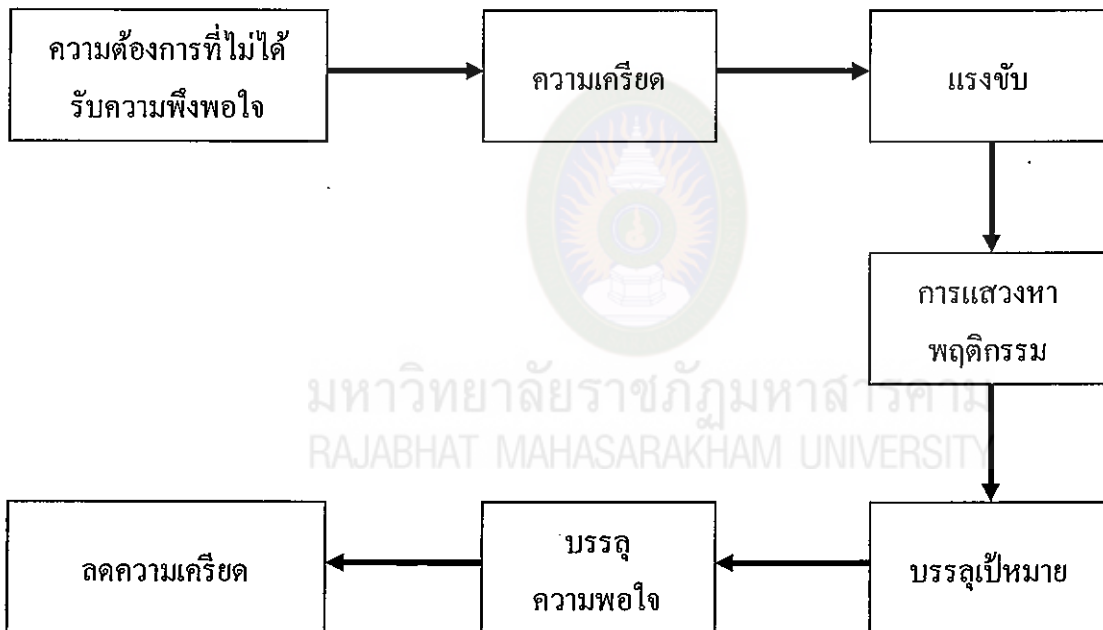 ความต้องการที่ไม่ได้
รับความพึงพอใจ
ความเครียด
แรงขับ
การแสวงหา
พฤติกรรม
มหาวิทยาลัยราชภัฏมหาสารคาม
RAJABHAT MAHASARAKHAM UNIVERSITY
บรรลุเป้หมาย
บรรลุ
ความพอใจ
ลดความเครียด